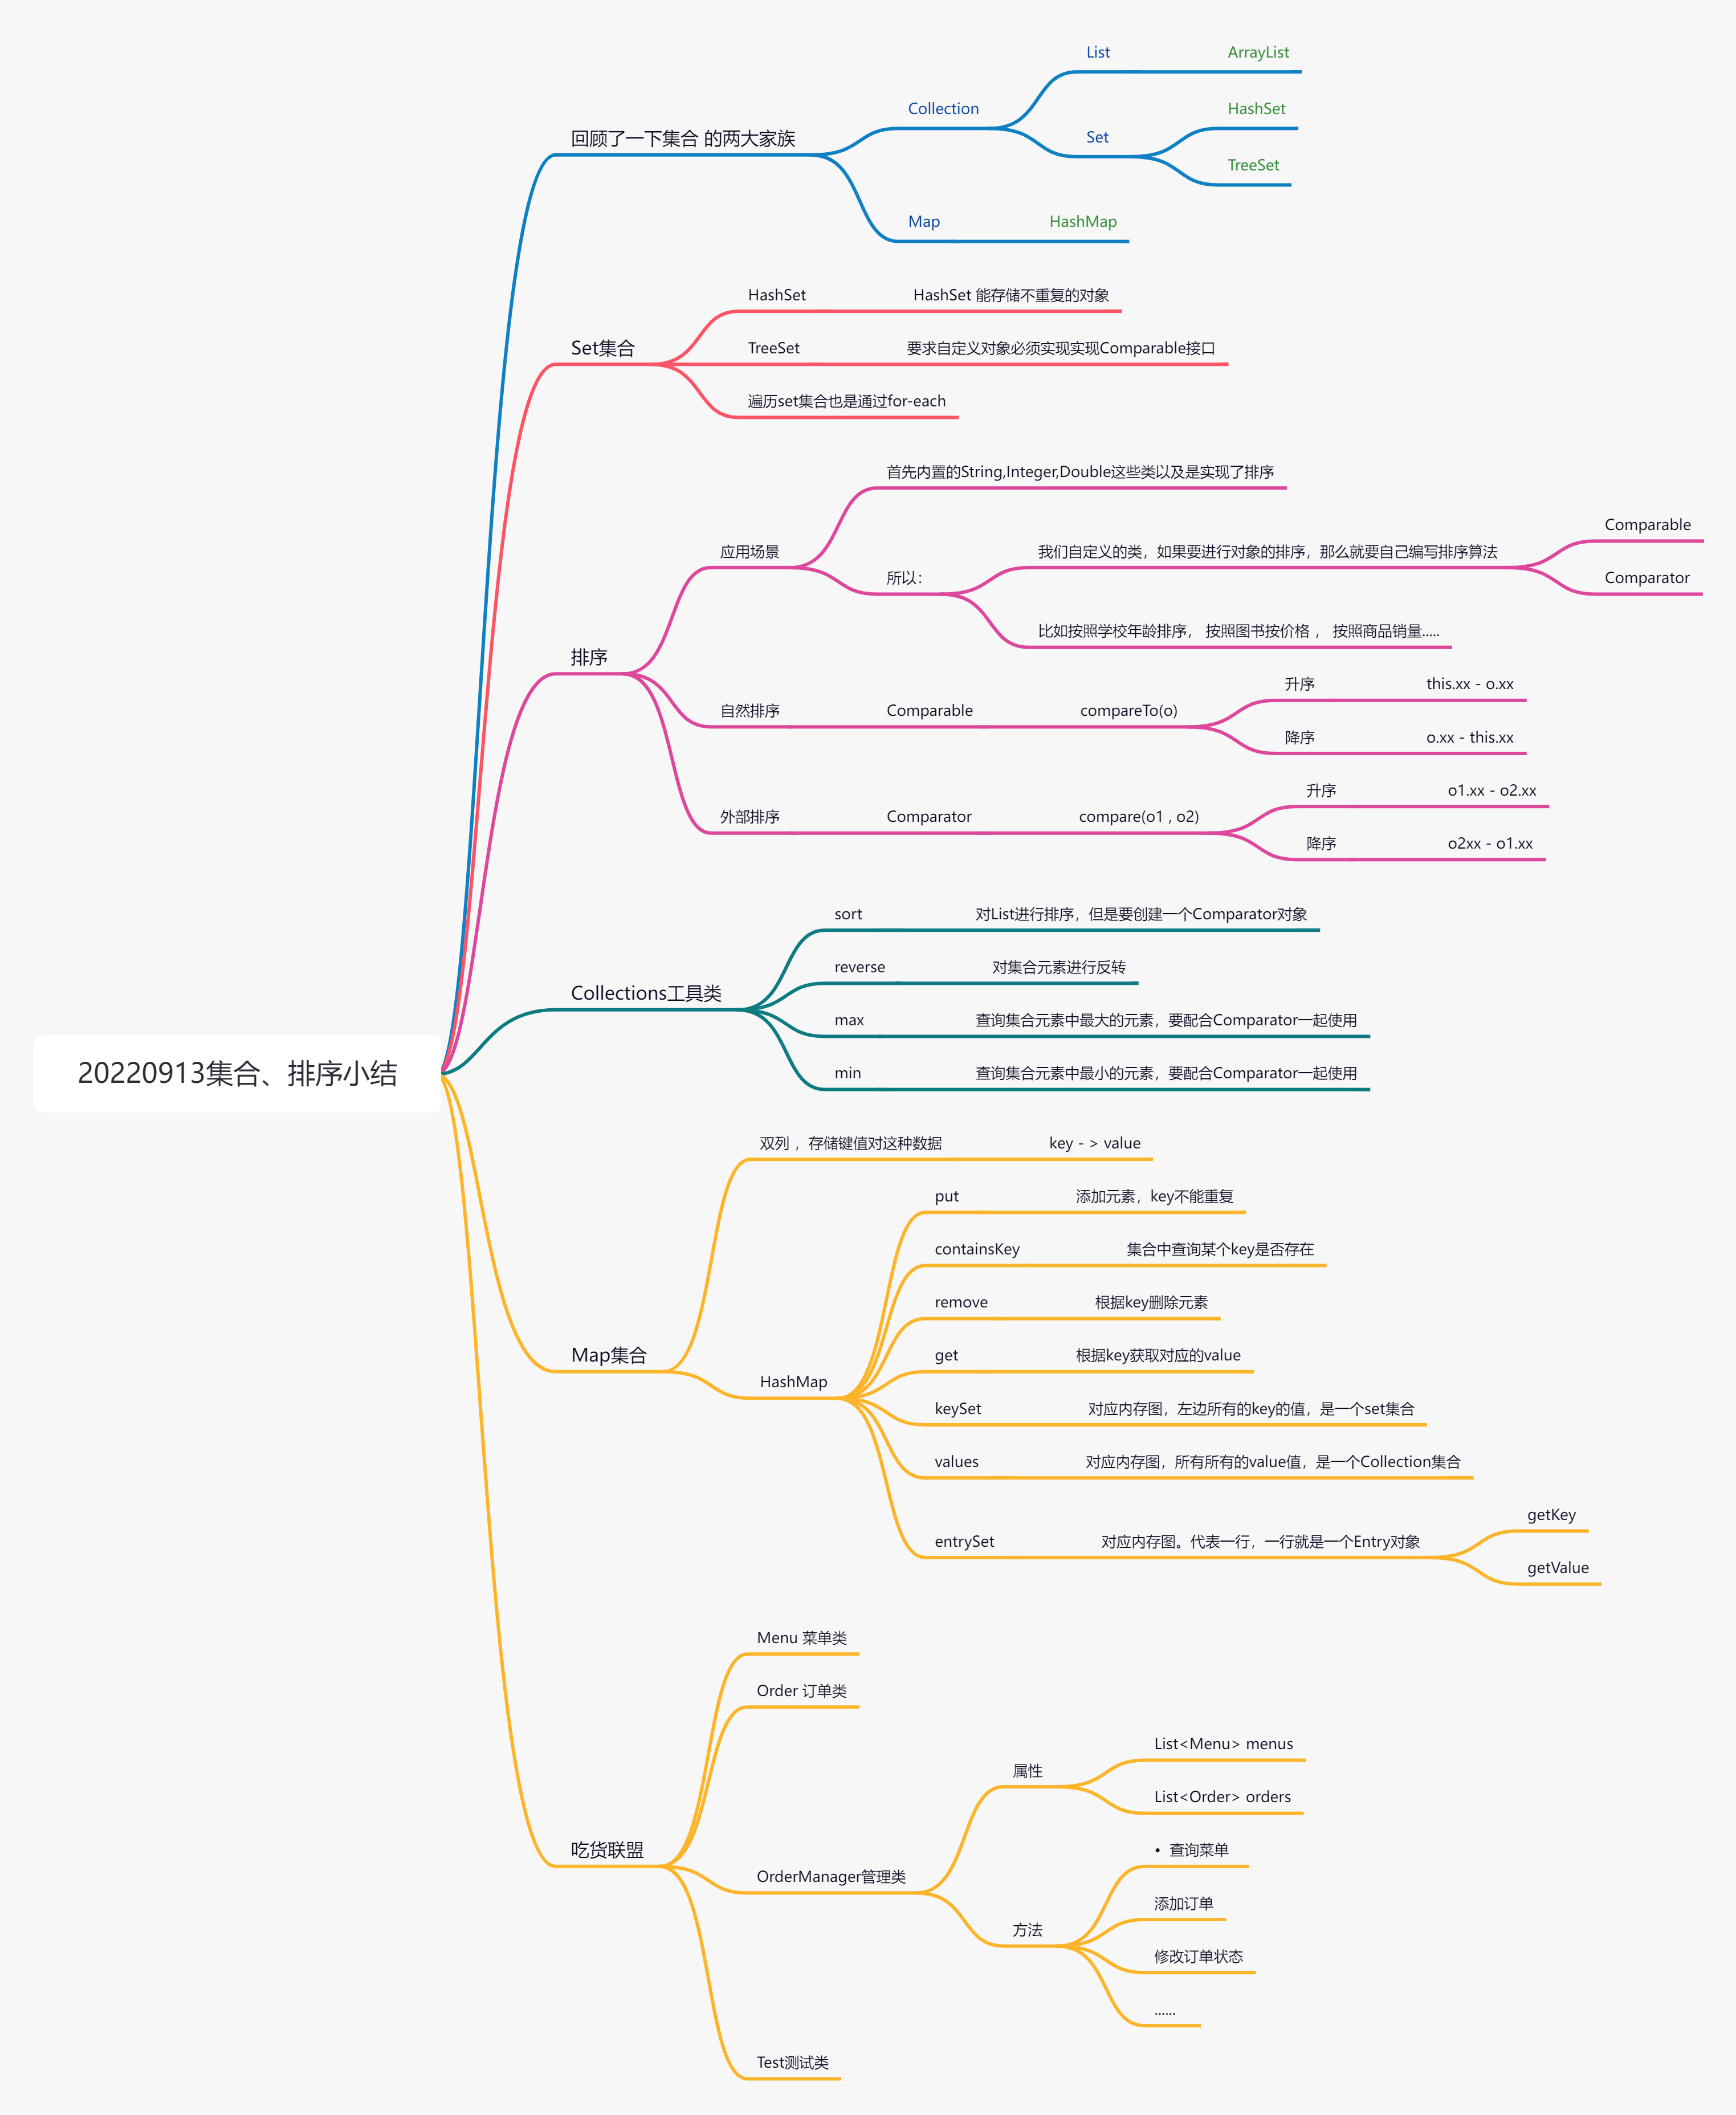 20220913集合、排序小结
回顾了一下集合 的两大家族
Collection
List
ArrayList
Set
HashSet
TreeSet
Map
HashMap
Set集合
HashSet
HashSet 能存储不重复的对象
TreeSet
要求自定义对象必须实现实现Comparable接口
遍历set集合也是通过for-each
排序
应用场景
首先内置的String,Integer,Double这些类以及是实现了排序
所以：
我们自定义的类，如果要进行对象的排序，那么就要自己编写排序算法
Comparable
Comparator
比如按照学校年龄排序， 按照图书按价格 ， 按照商品销量.....
自然排序
Comparable
compareTo(o)
升序
this.xx - o.xx
降序
o.xx - this.xx
外部排序
Comparator
compare(o1 , o2)
升序
o1.xx - o2.xx
降序
o2xx - o1.xx
Collections工具类
sort
对List进行排序，但是要创建一个Comparator对象
reverse
对集合元素进行反转
max
查询集合元素中最大的元素，要配合Comparator一起使用
min
查询集合元素中最小的元素，要配合Comparator一起使用
Map集合
双列 ，存储键值对这种数据
key - > value
HashMap
put
添加元素，key不能重复
containsKey
集合中查询某个key是否存在
remove
根据key删除元素
get
根据key获取对应的value
keySet
对应内存图，左边所有的key的值，是一个set集合
values
对应内存图，所有所有的value值，是一个Collection集合
entrySet
对应内存图。代表一行，一行就是一个Entry对象
getKey
getValue
吃货联盟
Menu 菜单类
Order 订单类
OrderManager管理类
属性
List<Menu> menus
List<Order> orders
方法
• 查询菜单
添加订单
修改订单状态
......
Test测试类